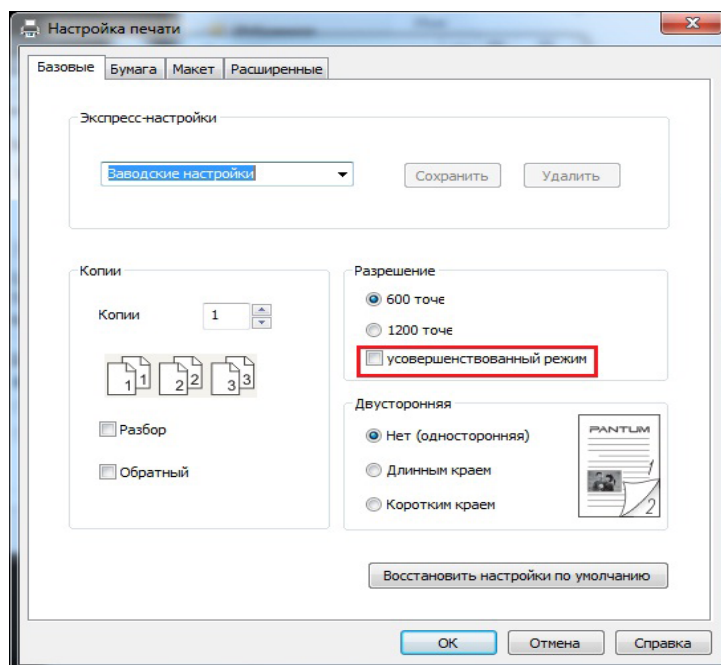 Настройка печати
Базовые Бумага Макет Расширенные
Экспресс-настройки
Заводские настройки Сохранить Удалить
Копии
Копии 1
1 1 2 2 3 3
Разбор
Обратный
Разрешение
600 точе
1200 точе
усовершенствованный режим
Двусторонняя
Нет (односторонняя)
Длинным краем
Коротким краем
PANTUM
1
2
Восстановить настройки по умолчанию
OK Отмена Справка